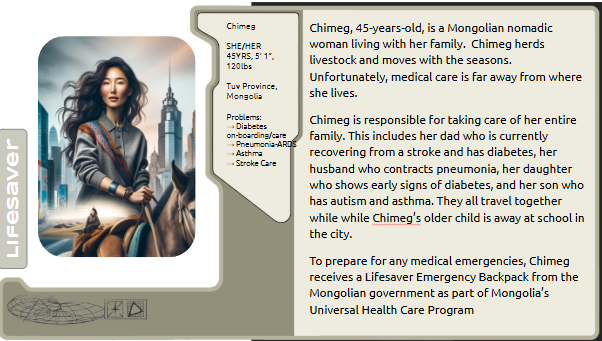 Lifesaver
Chimeg
SHE/HER
45YRS, 5' 1",
120lbs
Tuv Province,
Mongolia
Problems:
→ Diabetes
on-boarding/care
→ Pneumonia-ARDS
→ Asthma
→ Stroke Care
Chimeg, 45-years-old, is a Mongolian nomadic
woman living with her family.  Chimeg herds
livestock and moves with the seasons.
Unfortunately, medical care is far away from where
she lives.
Chimeg is responsible for taking care of her entire
family. This includes her dad who is currently
recovering from a stroke and has diabetes, her
husband who contracts pneumonia, her daughter
who shows early signs of diabetes, and her son who
has autism and asthma. They all travel together
while while Chimeg's older child is away at school in
the city.
To prepare for any medical emergencies, Chimeg
receives a Lifesaver Emergency Backpack from the
Mongolian government as part of Mongolia's
Universal Health Care Program